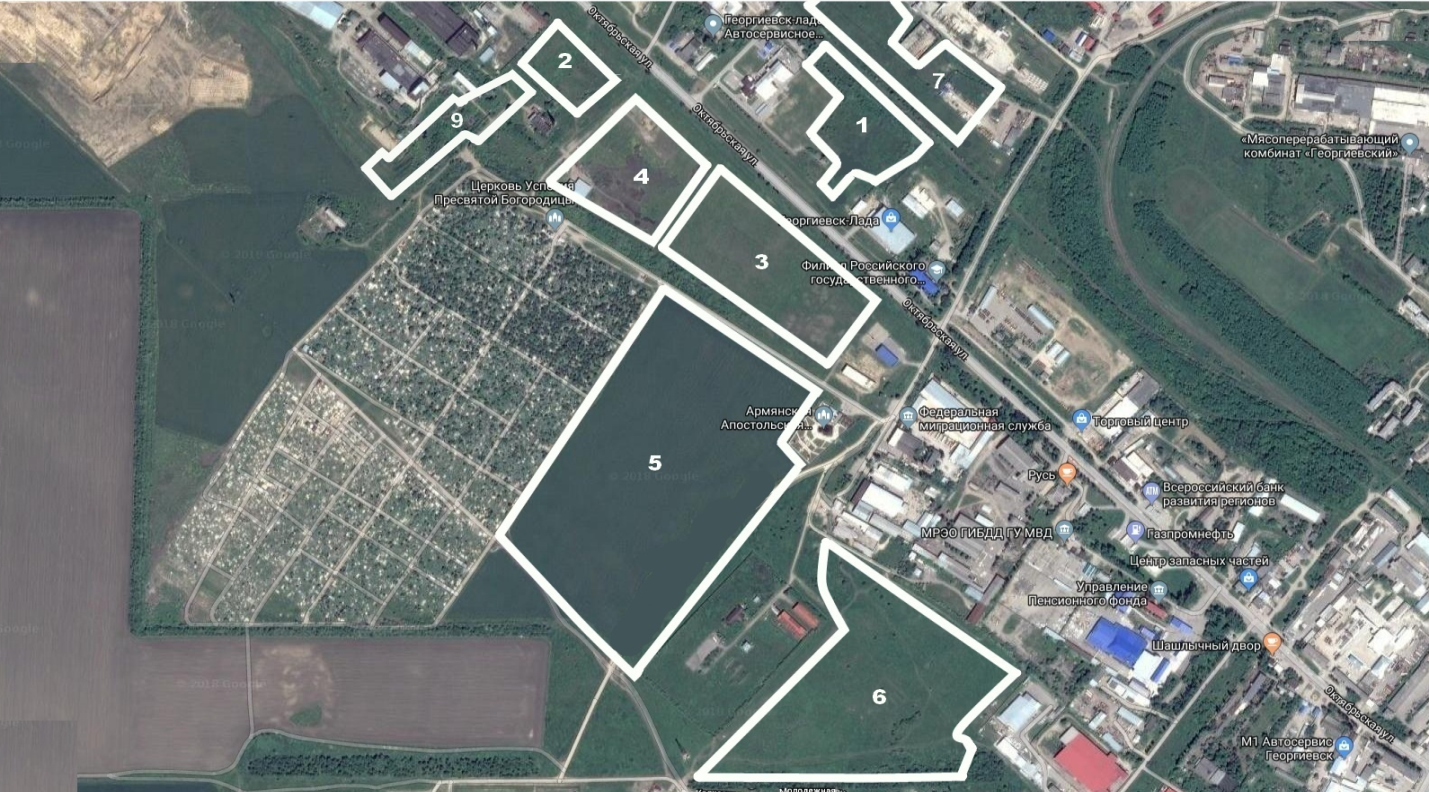 Октябрьская ул.
Георгиевск-лада
Автосервисное...
2
7
9
1
Октябрьская ул.
«Мясоперерабатывающий
комбинат «Георгиевский»
4
Церковь Успения
Пресвятой Богородицы
3
Филиал Российского
государственного...
Октябрьская ул.
Армянская
Апостольская...
Федеральная
миграционная служба
Торговый центр
5
© 2018 Google
Русь
ATM
Всероссийский банк
развития регионов
МРЭО ГИБДД ГУ МВД
Газпромнефть
Центр запасных частей
Управление
Пенсионного фонда
Шашлычный двор
6
Октябрьская ул.
М1 Автосервис
Георгиевск
Молодежная